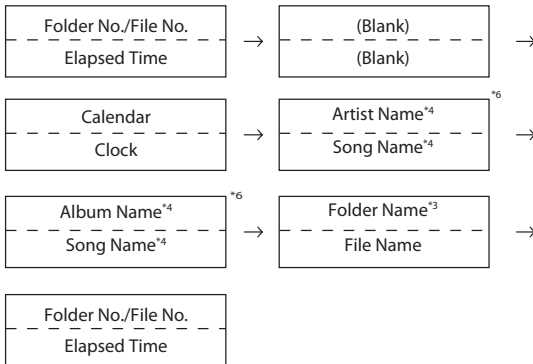 Folder No./File No.
Elapsed Time
→
(Blank)
(Blank)
→
Calendar
Clock
→
Artist Name*4
Song Name*4
*6
→
Album Name*4
Song Name*4
*6
→
Folder Name*3
File Name
→
Folder No./File No.
Elapsed Time